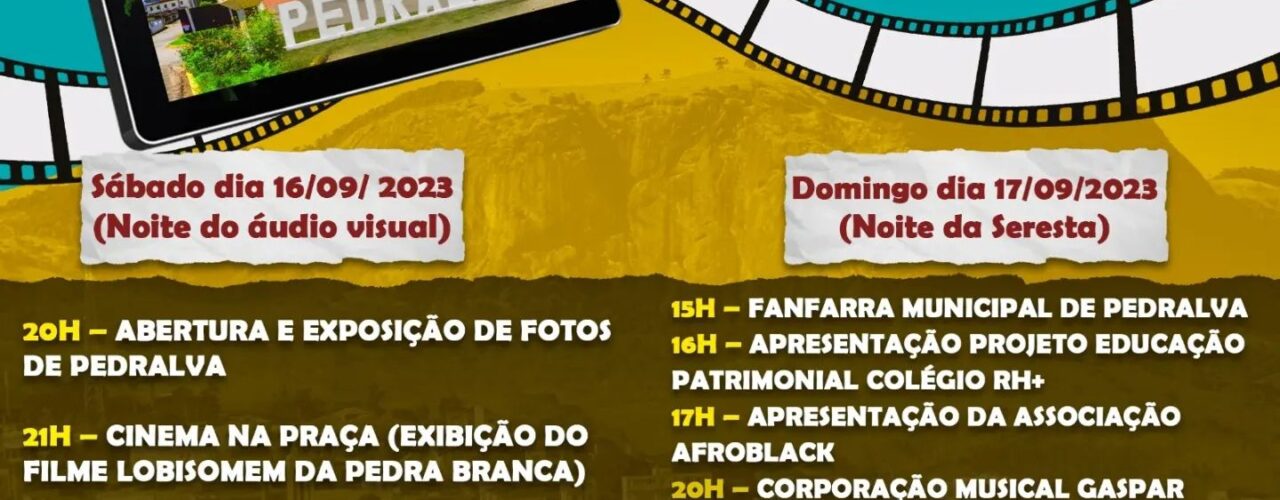 Sábado dia 16/09/ 2023
(Noite do áudio visual)
20H – ABERTURA E EXPOSIÇÃO DE FOTOS
DE PEDRALVA
21H – CINEMA NA PRAÇA (EXIBIÇÃO DO
FILME LOBISOMEM DA PEDRA BRANCA)
Domingo dia 17/09/2023
(Noite da Seresta)
15H – FANFARRA MUNICIPAL DE PEDRALVA
16H – APRESENTAÇÃO PROJETO EDUCAÇÃO
PATRIMONIAL COLÉGIO RH+
17H – APRESENTAÇÃO DA ASSOCIAÇÃO
AFROBLACK
20H – CORPORAÇÃO MUSICAL GASPAR